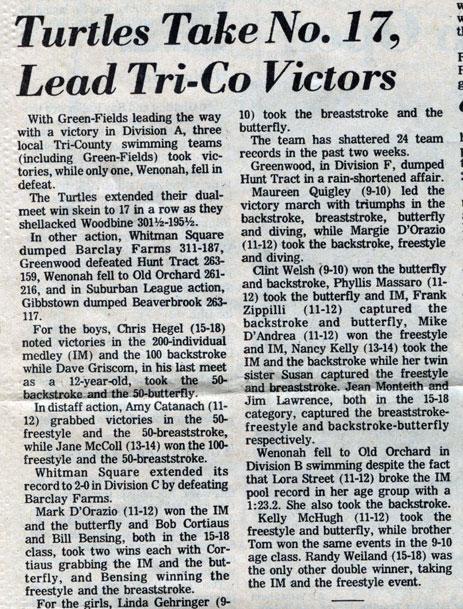 Turtles Take No. 17,
Lead Tri-Co Victors
With Green-Fields leading the way
with a victory in Division A, three
local Tri-County swimming teams
(including Green-Fields) took vic-
tories, while only one, Wenonah, fell in
defeat.
The Turtles extended their dual-
meet win skein to 17 in a row as they
shellacked Woodbine 301½-195½.
In other action, Whitman Square
dumped Barclay Farms 311-187,
Greenwood defeated Hunt Tract 263-
159, Wenonah fell to Old Orchard 261-
216, and in Suburban League action,
Gibbstown dumped Beaverbrook 263-
117.
For the boys, Chris Hegel (15-18)
noted victories in the 200-individual
medley (IM) and the 100 backstroke
while Dave Griscom, in his last meet
as a 12-year-old, took the 50-
backstroke and the 50-butterfly.
In distaff action, Amy Catanach (11-
12) grabbed victories in the 50-
freestyle and the 50-breaststroke,
while Jane McColl (13-14) won the 100-
freestyle and the 50-breaststroke.
Whitman Square extended its
record to 2-0 in Division C by defeating
Barclay Farms.
Mark D'Orazio (11-12) won the IM
and the butterfly and Bob Cortiaus
and Bill Bensing, both in the 15-18
class, took two wins each with Cor-
tiaus grabbing the IM and the but-
terfly, and Bensing winning the
freestyle and the breaststroke.
For the girls, Linda Gehringer (9-
10) took the breaststroke and the
butterfly.
The team has shattered 24 team
records in the past two weeks.
Greenwood, in Division F, dumped
Hunt Tract in a rain-shortened affair.
Maureen Quigley (9-10) led the
victory march with triumphs in the
backstroke, breaststroke, butterfly
and diving, while Margie D'Orazio
(11-12) took the backstroke, freestyle
and diving.
Clint Welsh (9-10) won the butterfly
and backstroke, Phyllis Massaro (11-
12) took the butterfly and IM, Frank
Zippilli (11-12) captured the
backstroke and butterfly, Mike
D'Andrea (11-12) won the freestyle
and IM, Nancy Kelly (13-14) took the
IM and the backstroke while her twin
sister Susan captured the freestyle
and breaststroke. Jean Monteith and
Jim Lawrence, both in the 15-18
category, captured the breaststroke-
freestyle and backstroke-butterfly
respectively.
Wenonah fell to Old Orchard in
Division B swimming despite the fact
that Lora Street (11-12) broke the IM
pool record in her age group with a
1:23.2. She also took the backstroke.
Kelly McHugh (11-12) took the
freestyle and butterfly, while brother
Tom won the same events in the 9-10
age class. Randy Weiland (15-18) was
the only other double winner, taking
the IM and the freestyle event.